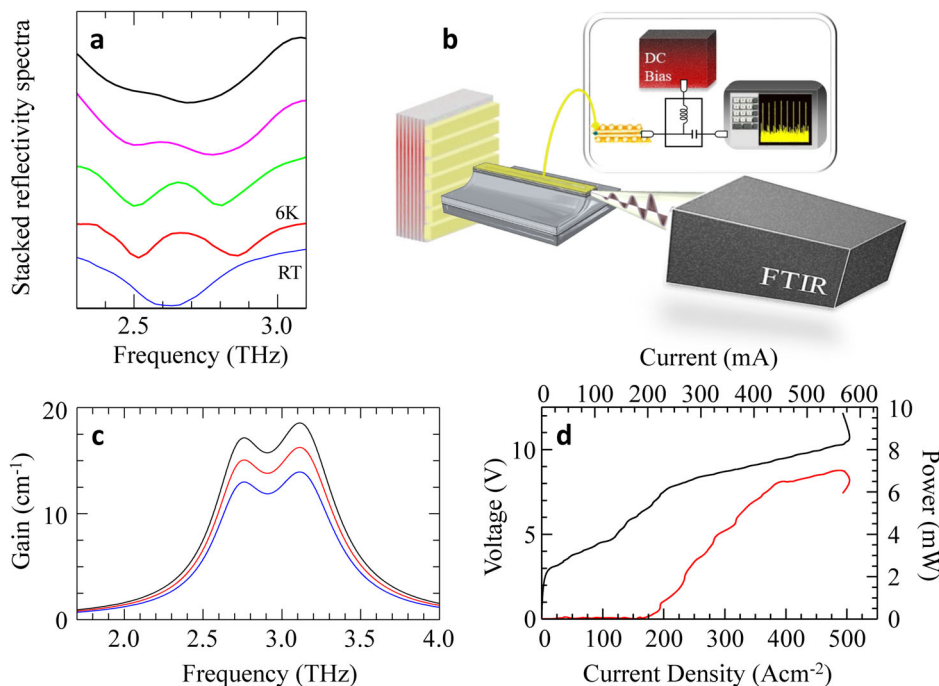 a
Stacked reflectivity spectra
6K
RT
2.5 3.0
Frequency (THz)
b
DC
Bias
FTIR
c
Gain (cm-1)
20
10
0
2.0 2.5 3.0 3.5 4.0
Frequency (THz)
Current (mA)
0 100 200 300 400 500 600
d
Voltage (V)
10
5
0
10
8
6
4
2
0
Power (mW)
0 100 200 300 400 500
Current Density (Acm-2)